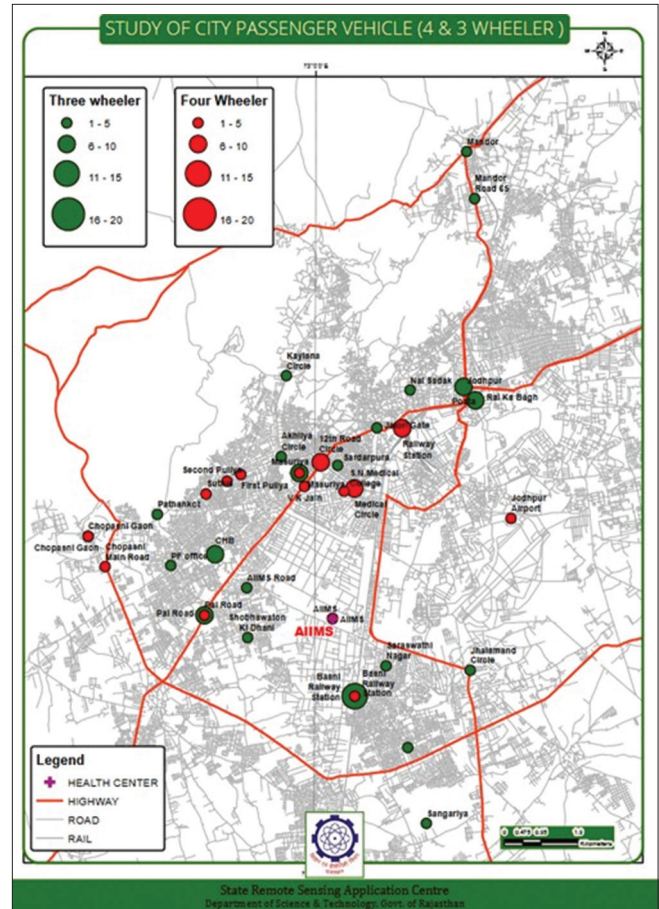 STUDY OF CITY PASSENGER VEHICLE (4 & 3 WHEELER )
Three wheeler
1 - 5
6 - 10
11 - 15
16 - 20
Four Wheeler
1 - 5
6 - 10
11 - 15
16 - 20
Mandor
Mandor
Road 65
Kaylana
Circle
Nai Sadak
Jodhpur
Rai Ka Bagh
Gate
Railway
Station
Akhilya
Circle
12th Road
Circle
Sardarpura
Masuriya
S.N.Medical
College
Second Puliya
First Puliya
Masuriya
V K Jain
Medical
Circle
Pathankot
Jodhpur
Airport
Chopasni Gaon
Chopasni Gaon
Chopasni
Main Road
CHB
PF office
AIIMS Road
Pal Road
Pal Road
Shobhawaton
Ki Dhani
AIIMS
AIIMS
AIIMS
Saraswathi
Nagar
Jhalamand
Circle
Basni
Railway
Station
Basni
Railway
Station
Sangariya
Legend
HEALTH CENTER
HIGHWAY
ROAD
RAIL
Kilometers
State Remote Sensing Application Centre
Department of Science & Technology, Govt. of Rajasthan